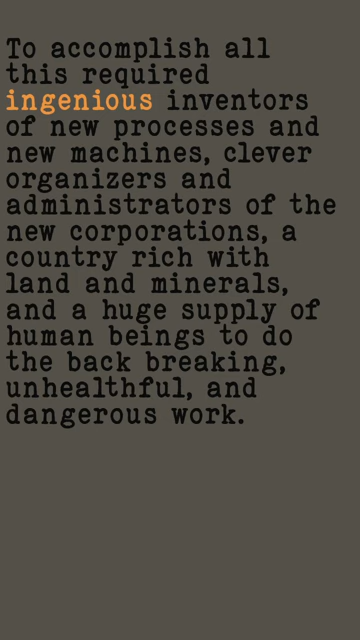 To accomplish all
this required
ingenious inventors
of new processes and
new machines, clever
organizers and
administrators of the
new corporations, a
country rich with
land and minerals,
and a huge supply of
human beings to do
the back breaking,
unhealthful, and
dangerous work.